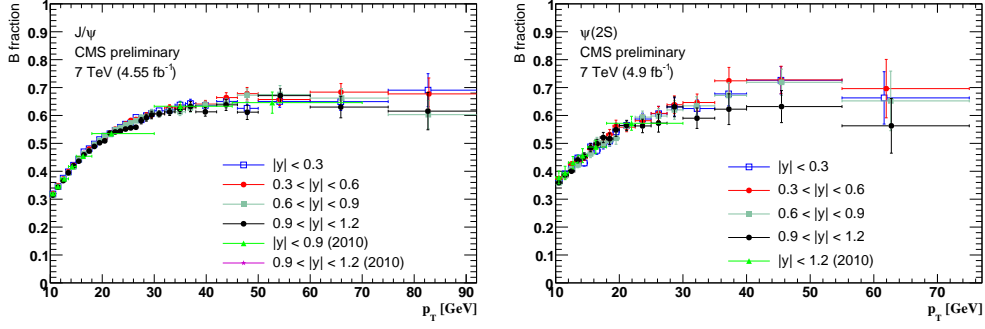 B fraction
1
0.9
0.8
0.7
0.6
0.5
0.4
0.3
0.2
0.1
0
J/ψ
CMS preliminary
7 TeV (4.55 fb⁻¹)
|y| < 0.3
0.3 < |y| < 0.6
0.6 < |y| < 0.9
0.9 < |y| < 1.2
|y| < 0.9 (2010)
0.9 < |y| < 1.2 (2010)
10 20 30 40 50 60 70 80 90
p_T [GeV]
B fraction
1
0.9
0.8
0.7
0.6
0.5
0.4
0.3
0.2
0.1
0
ψ(2S)
CMS preliminary
7 TeV (4.9 fb⁻¹)
|y| < 0.3
0.3 < |y| < 0.6
0.6 < |y| < 0.9
0.9 < |y| < 1.2
|y| < 1.2 (2010)
10 20 30 40 50 60 70
p_T [GeV]